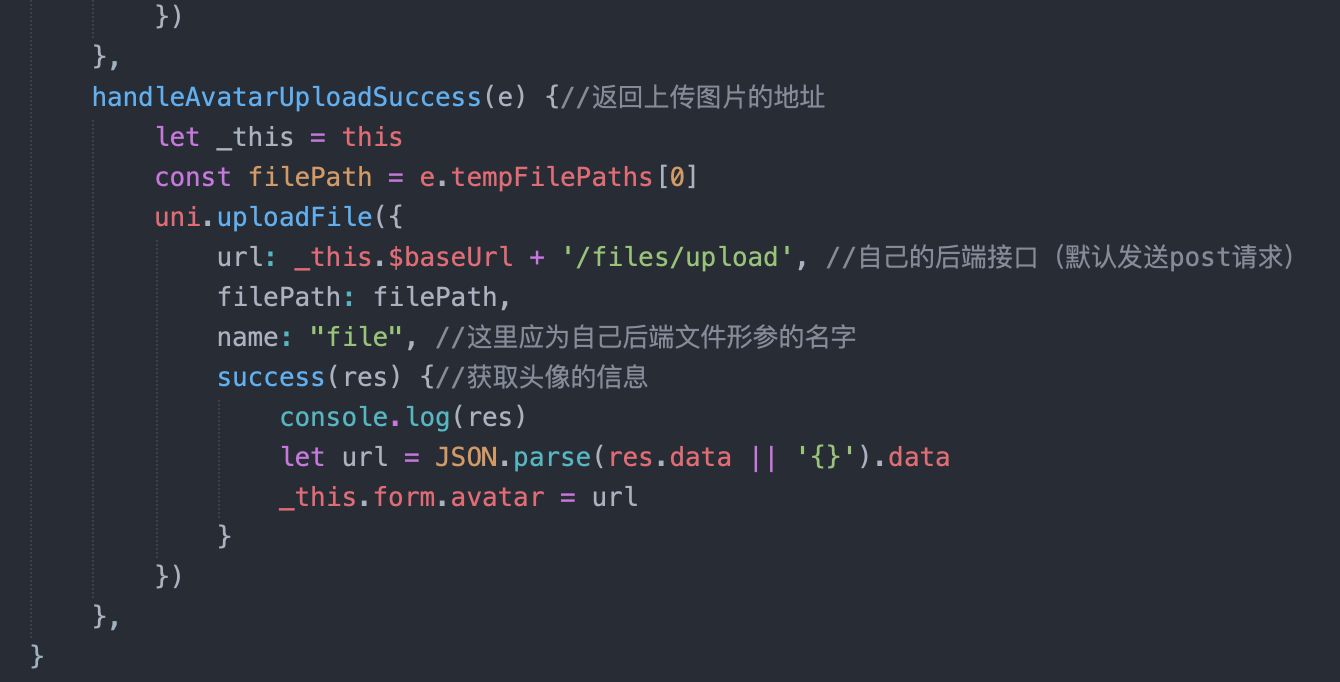 })
},
handleAvatarUploadSuccess(e) {//返回上传图片的地址
let _this = this
const filePath = e.tempFilePaths[0]
uni.uploadFile({
url: _this.$baseUrl + '/files/upload', //自己的后端接口（默认发送post请求）
filePath: filePath,
name: "file", //这里应为自己后端文件形参的名字
success(res) {//获取头像的信息
console.log(res)
let url = JSON.parse(res.data || '{}').data
_this.form.avatar = url
}
})
},
}